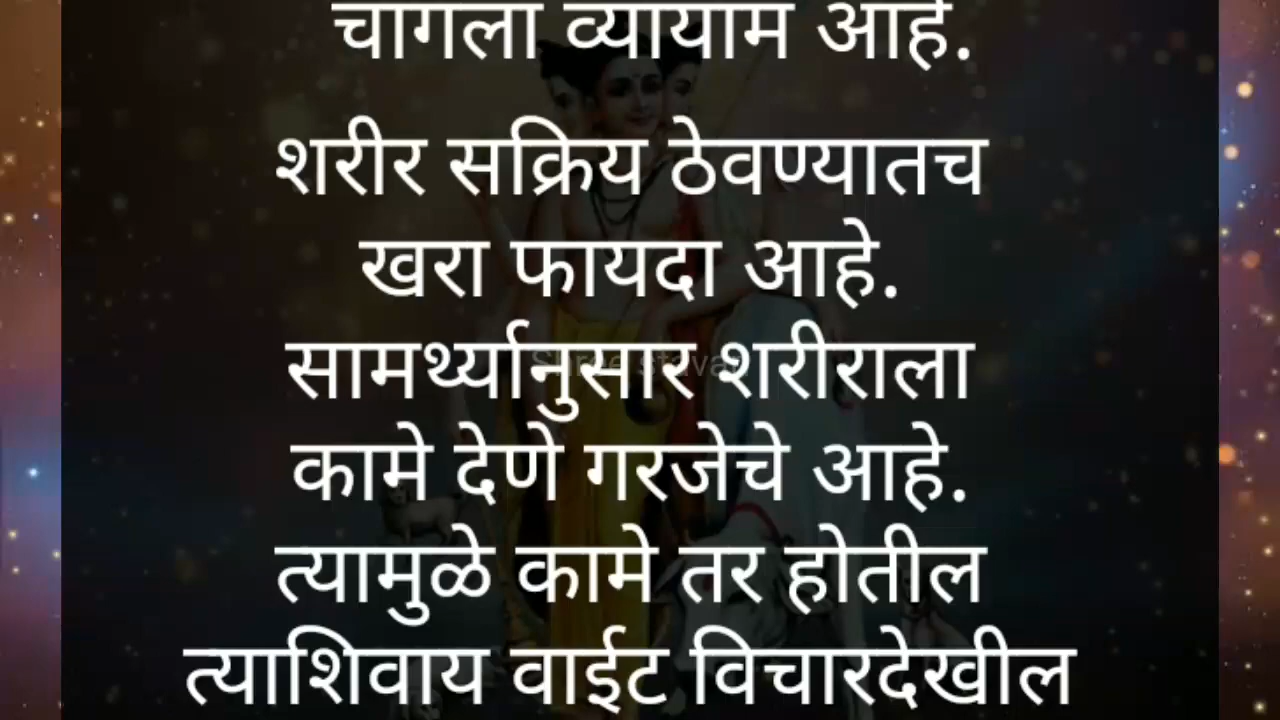 चांगला व्यायाम आहे.
शरीर सक्रिय ठेवण्यातच
खरा फायदा आहे.
सामर्थ्यानुसार शरीराला
कामे देणे गरजेचे आहे.
त्यामुळे कामे तर होतील
त्याशिवाय वाईट विचारदेखील